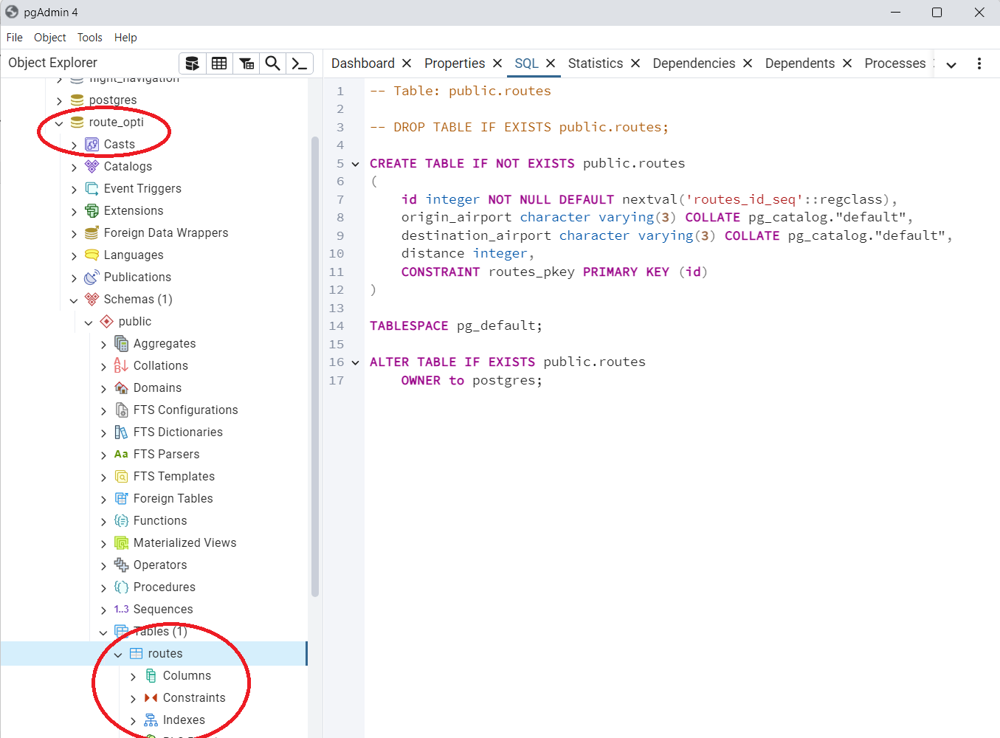 pgAdmin 4
File Object Tools Help
Object Explorer
Dashboard Properties SQL Statistics Dependencies Dependents Processes
flight_navigation
postgres
route_opti
Casts
Catalogs
Event Triggers
Extensions
Foreign Data Wrappers
Languages
Publications
Schemas (1)
public
Aggregates
Collations
Domains
FTS Configurations
FTS Dictionaries
Aa FTS Parsers
FTS Templates
Foreign Tables
Functions
Materialized Views
Operators
Procedures
1..3 Sequences
Tables (1)
routes
Columns
Constraints
Indexes
1 -- Table: public.routes
2
3 -- DROP TABLE IF EXISTS public.routes;
4
5 CREATE TABLE IF NOT EXISTS public.routes
6 (
7 id integer NOT NULL DEFAULT nextval('routes_id_seq'::regclass),
8 origin_airport character varying(3) COLLATE pg_catalog."default",
9 destination_airport character varying(3) COLLATE pg_catalog."default",
10 distance integer,
11 CONSTRAINT routes_pkey PRIMARY KEY (id)
12 )
13
14 TABLESPACE pg_default;
15
16 ALTER TABLE IF EXISTS public.routes
17 OWNER to postgres;